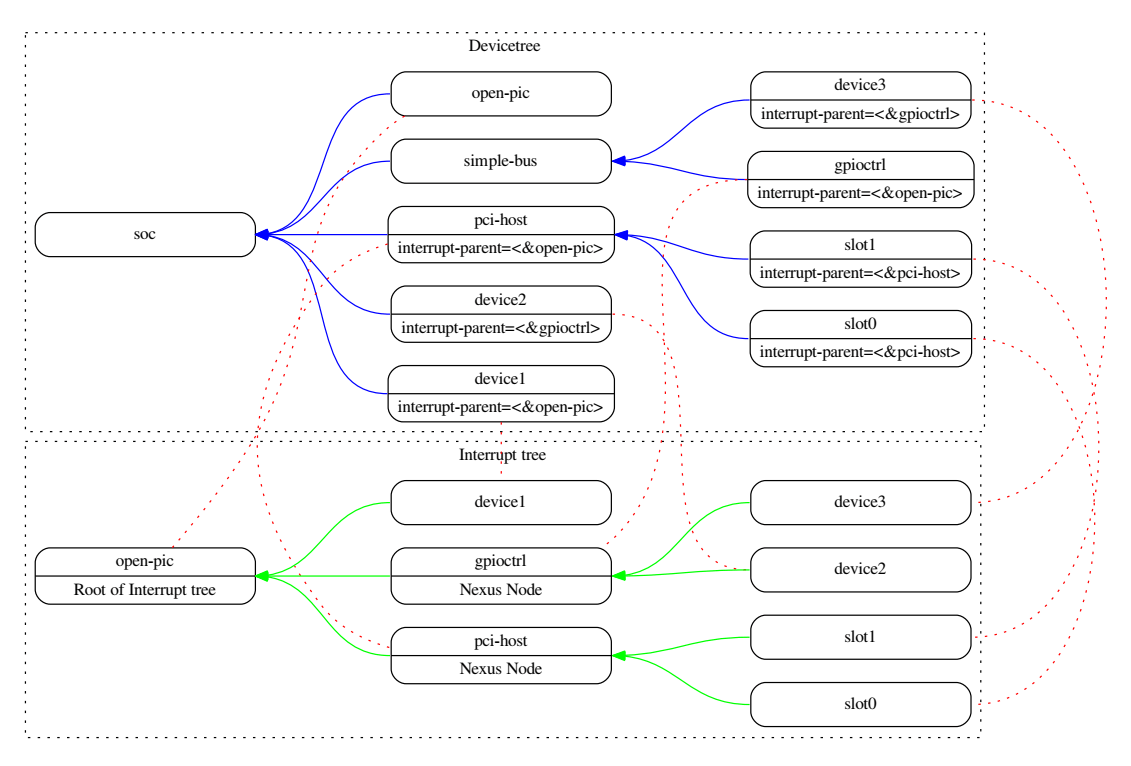 Devicetree
soc
open-pic
simple-bus
pci-host
interrupt-parent=<&open-pic>
device2
interrupt-parent=<&gpioctrl>
device1
interrupt-parent=<&open-pic>
device3
interrupt-parent=<&gpioctrl>
gpioctrl
interrupt-parent=<&open-pic>
slot1
interrupt-parent=<&pci-host>
slot0
interrupt-parent=<&pci-host>
Interrupt tree
open-pic
Root of Interrupt tree
device1
gpioctrl
Nexus Node
pci-host
Nexus Node
device3
device2
slot1
slot0